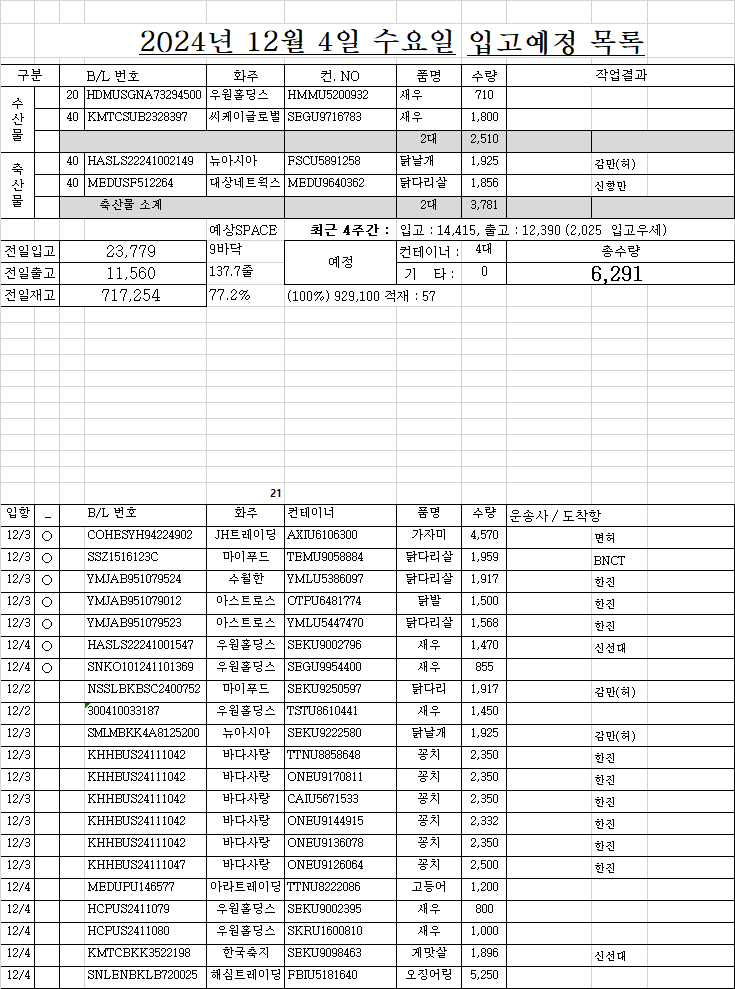 2024년 12월 4일 수요일 입고예정 목록
구분 B/L 번호 화주 컨. NO 품명 수량 작업결과
수산물
20 HDMUSGNA73294500 우원홀딩스 HMMU5200932 새우 710
40 KMTCSUB2328397 씨케이글로벌 SEGU9716783 새우 1,800
2대 2,510
축산물
40 HASLS22241002149 뉴아시아 FSCU5891258 닭날개 1,925 감만(허)
40 MEDUSF512264 대상네트웍스 MEDU9640362 닭다리살 1,856 신항만
축산물 소계 2대 3,781
예상SPACE 최근 4주간 : 입고 : 14,415, 출고 : 12,390 (2,025 입고우세)
전일입고 23,779 9바닥 예정 컨테이너 : 4대 총수량
전일출고 11,560 137.7줄 기 타 : 0 6,291
전일재고 717,254 77.2% (100%) 929,100 적재 : 57
21
입항 _ B/L 번호 화주 컨테이너 품명 수량 운송사 / 도착항
12/3 ○ COHESYH94224902 JH트레이딩 AXIU6106300 가자미 4,570 면허
12/3 ○ SSZ1516123C 마이푸드 TEMU9058884 닭다리살 1,959 BNCT
12/3 ○ YMJAB951079524 수월한 YMLU5386097 닭다리살 1,917 한진
12/3 ○ YMJAB951079012 아스트로스 OTPU6481774 닭발 1,500 한진
12/3 ○ YMJAB951079523 아스트로스 YMLU5447470 닭다리살 1,568 한진
12/4 ○ HASLS22241001547 우원홀딩스 SEKU9002796 새우 1,470 신선대
12/4 ○ SNKO101241101369 우원홀딩스 SEGU9954400 새우 855
12/2 NSSLBKBSC2400752 마이푸드 SEKU9250597 닭다리 1,917 감만(허)
12/2 300410033187 우원홀딩스 TSTU8610441 새우 1,450
12/3 SMLMBKK4A8125200 뉴아시아 SEKU9222580 닭날개 1,925 감만(허)
12/3 KHHBUS24111042 바다사랑 TTNU8858648 꽁치 2,350 한진
12/3 KHHBUS24111042 바다사랑 ONEU9170811 꽁치 2,350 한진
12/3 KHHBUS24111042 바다사랑 CAIU5671533 꽁치 2,350 한진
12/3 KHHBUS24111042 바다사랑 ONEU9144915 꽁치 2,332 한진
12/3 KHHBUS24111042 바다사랑 ONEU9136078 꽁치 2,350 한진
12/3 KHHBUS24111047 바다사랑 ONEU9126064 꽁치 2,500 한진
12/4 MEDUPU146577 아라트레이딩 TTNU8222086 고등어 1,200
12/4 HCPUS2411079 우원홀딩스 SEKU9002395 새우 800
12/4 HCPUS2411080 우원홀딩스 SKRU1600810 새우 1,000
12/4 KMTCBKK3522198 한국축지 SEKU9098463 게맛살 1,896 신선대
12/4 SNLENBKLB720025 해심트레이딩 FBIU5181640 오징어링 5,250